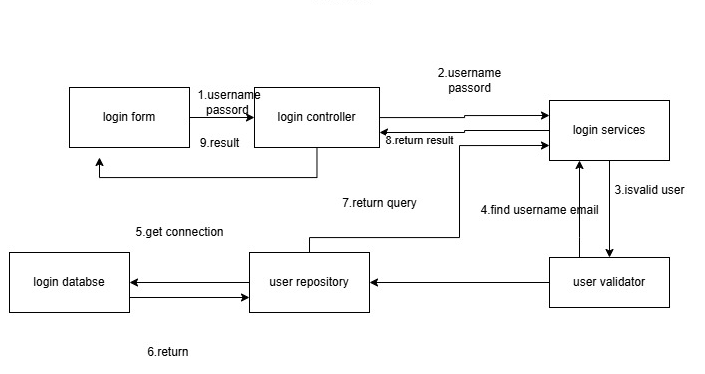 2.username
passord
1.username
passord
login form
login controller
login services
9.result
8.return result
3.isvalid user
7.return query
4.find username email
5.get connection
login databse
user repository
user validator
6.return